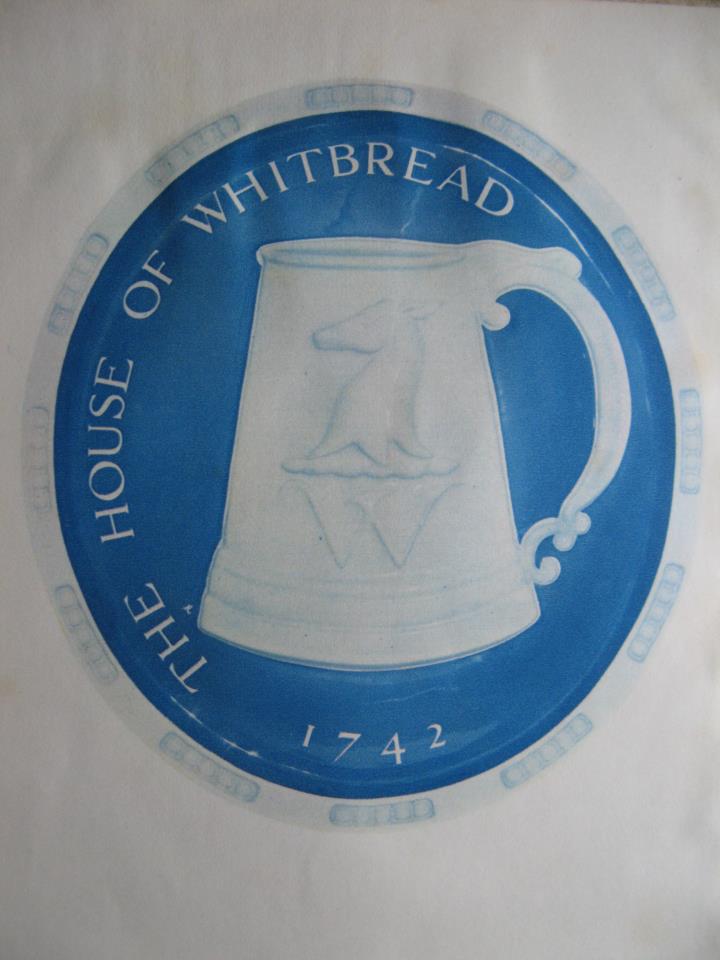 THE HOUSE OF WHITBREAD
W
1742